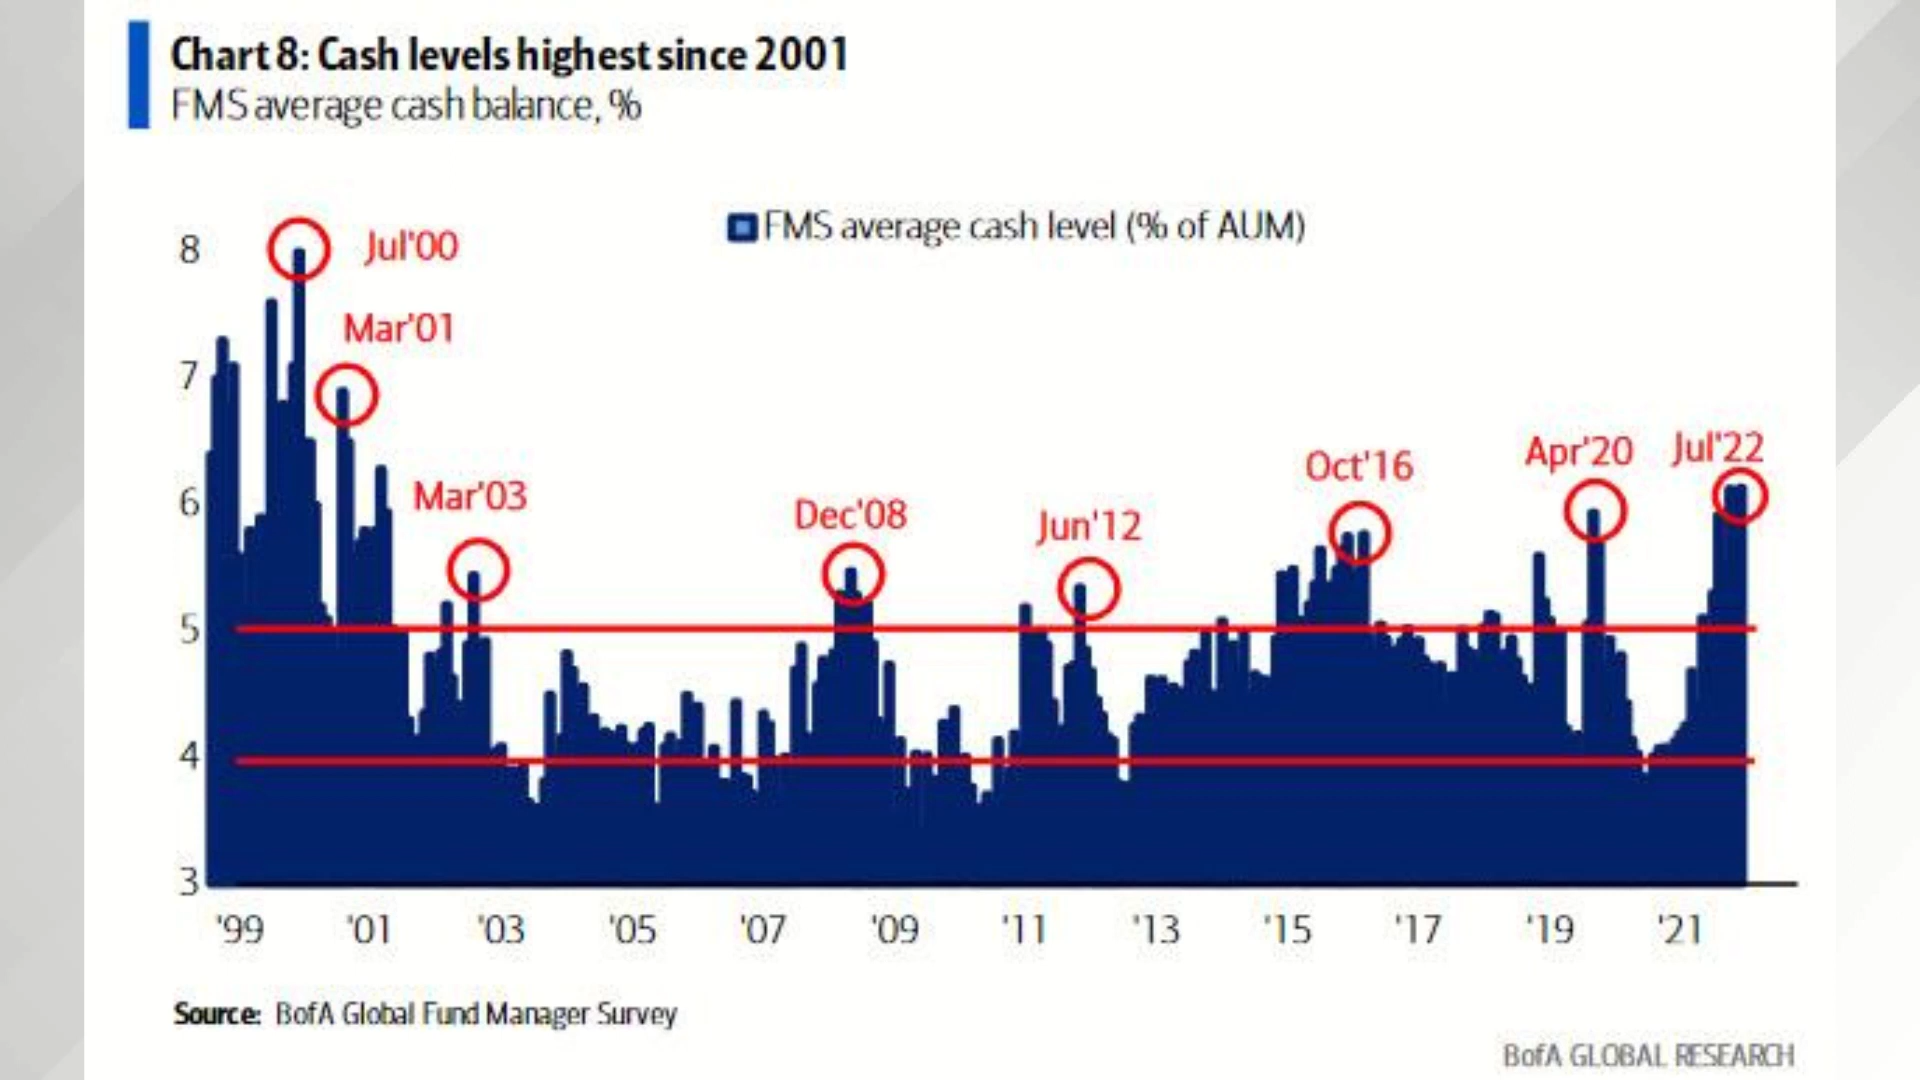 Chart 8: Cash levels highest since 2001
FMS average cash balance, %
FMS average cash level (% of AUM)
8
7
6
5
4
3
Jul'00
Mar'01
Mar'03
Dec'08
Jun'12
Oct'16
Apr'20
Jul'22
'99 '01 '03 '05 '07 '09 '11 '13 '15 '17 '19 '21
Source: BofA Global Fund Manager Survey
BofA GLOBAL RESEARCH